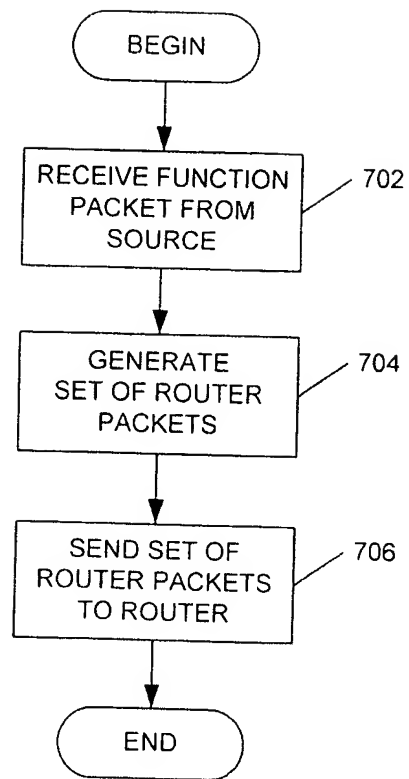 BEGIN
RECEIVE FUNCTION
PACKET FROM
SOURCE
702
GENERATE
SET OF ROUTER
PACKETS
704
SEND SET OF
ROUTER PACKETS
TO ROUTER
706
END